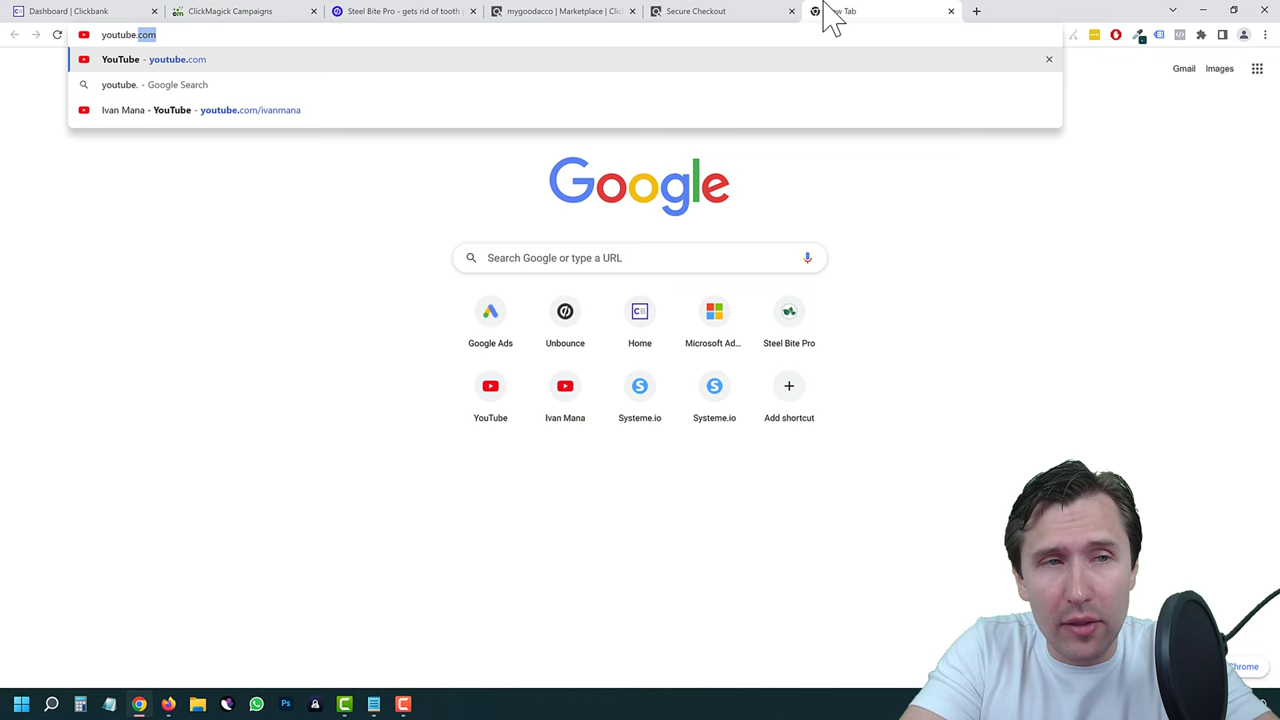 Dashboard | Clickbank
ClickMagick Campaigns
Steel Bite Pro - gets rid of tooth
mygoodacco | Marketplace | Clic
Secure Checkout
Tab
youtube.com
YouTube - youtube.com
youtube. - Google Search
Ivan Mana - YouTube - youtube.com/ivanmana
Gmail
Images
Google
Search Google or type a URL
Google Ads
Unbounce
Home
Microsoft Ad...
Steel Bite Pro
YouTube
Ivan Mana
Systeme.io
Systeme.io
Add shortcut
Chrome